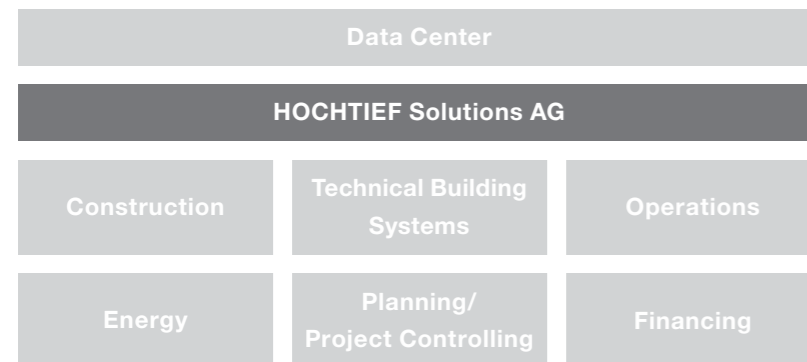 Data Center
HOCHTIEF Solutions AG
Construction
Technical Building
Systems
Operations
Energy
Planning/
Project Controlling
Financing